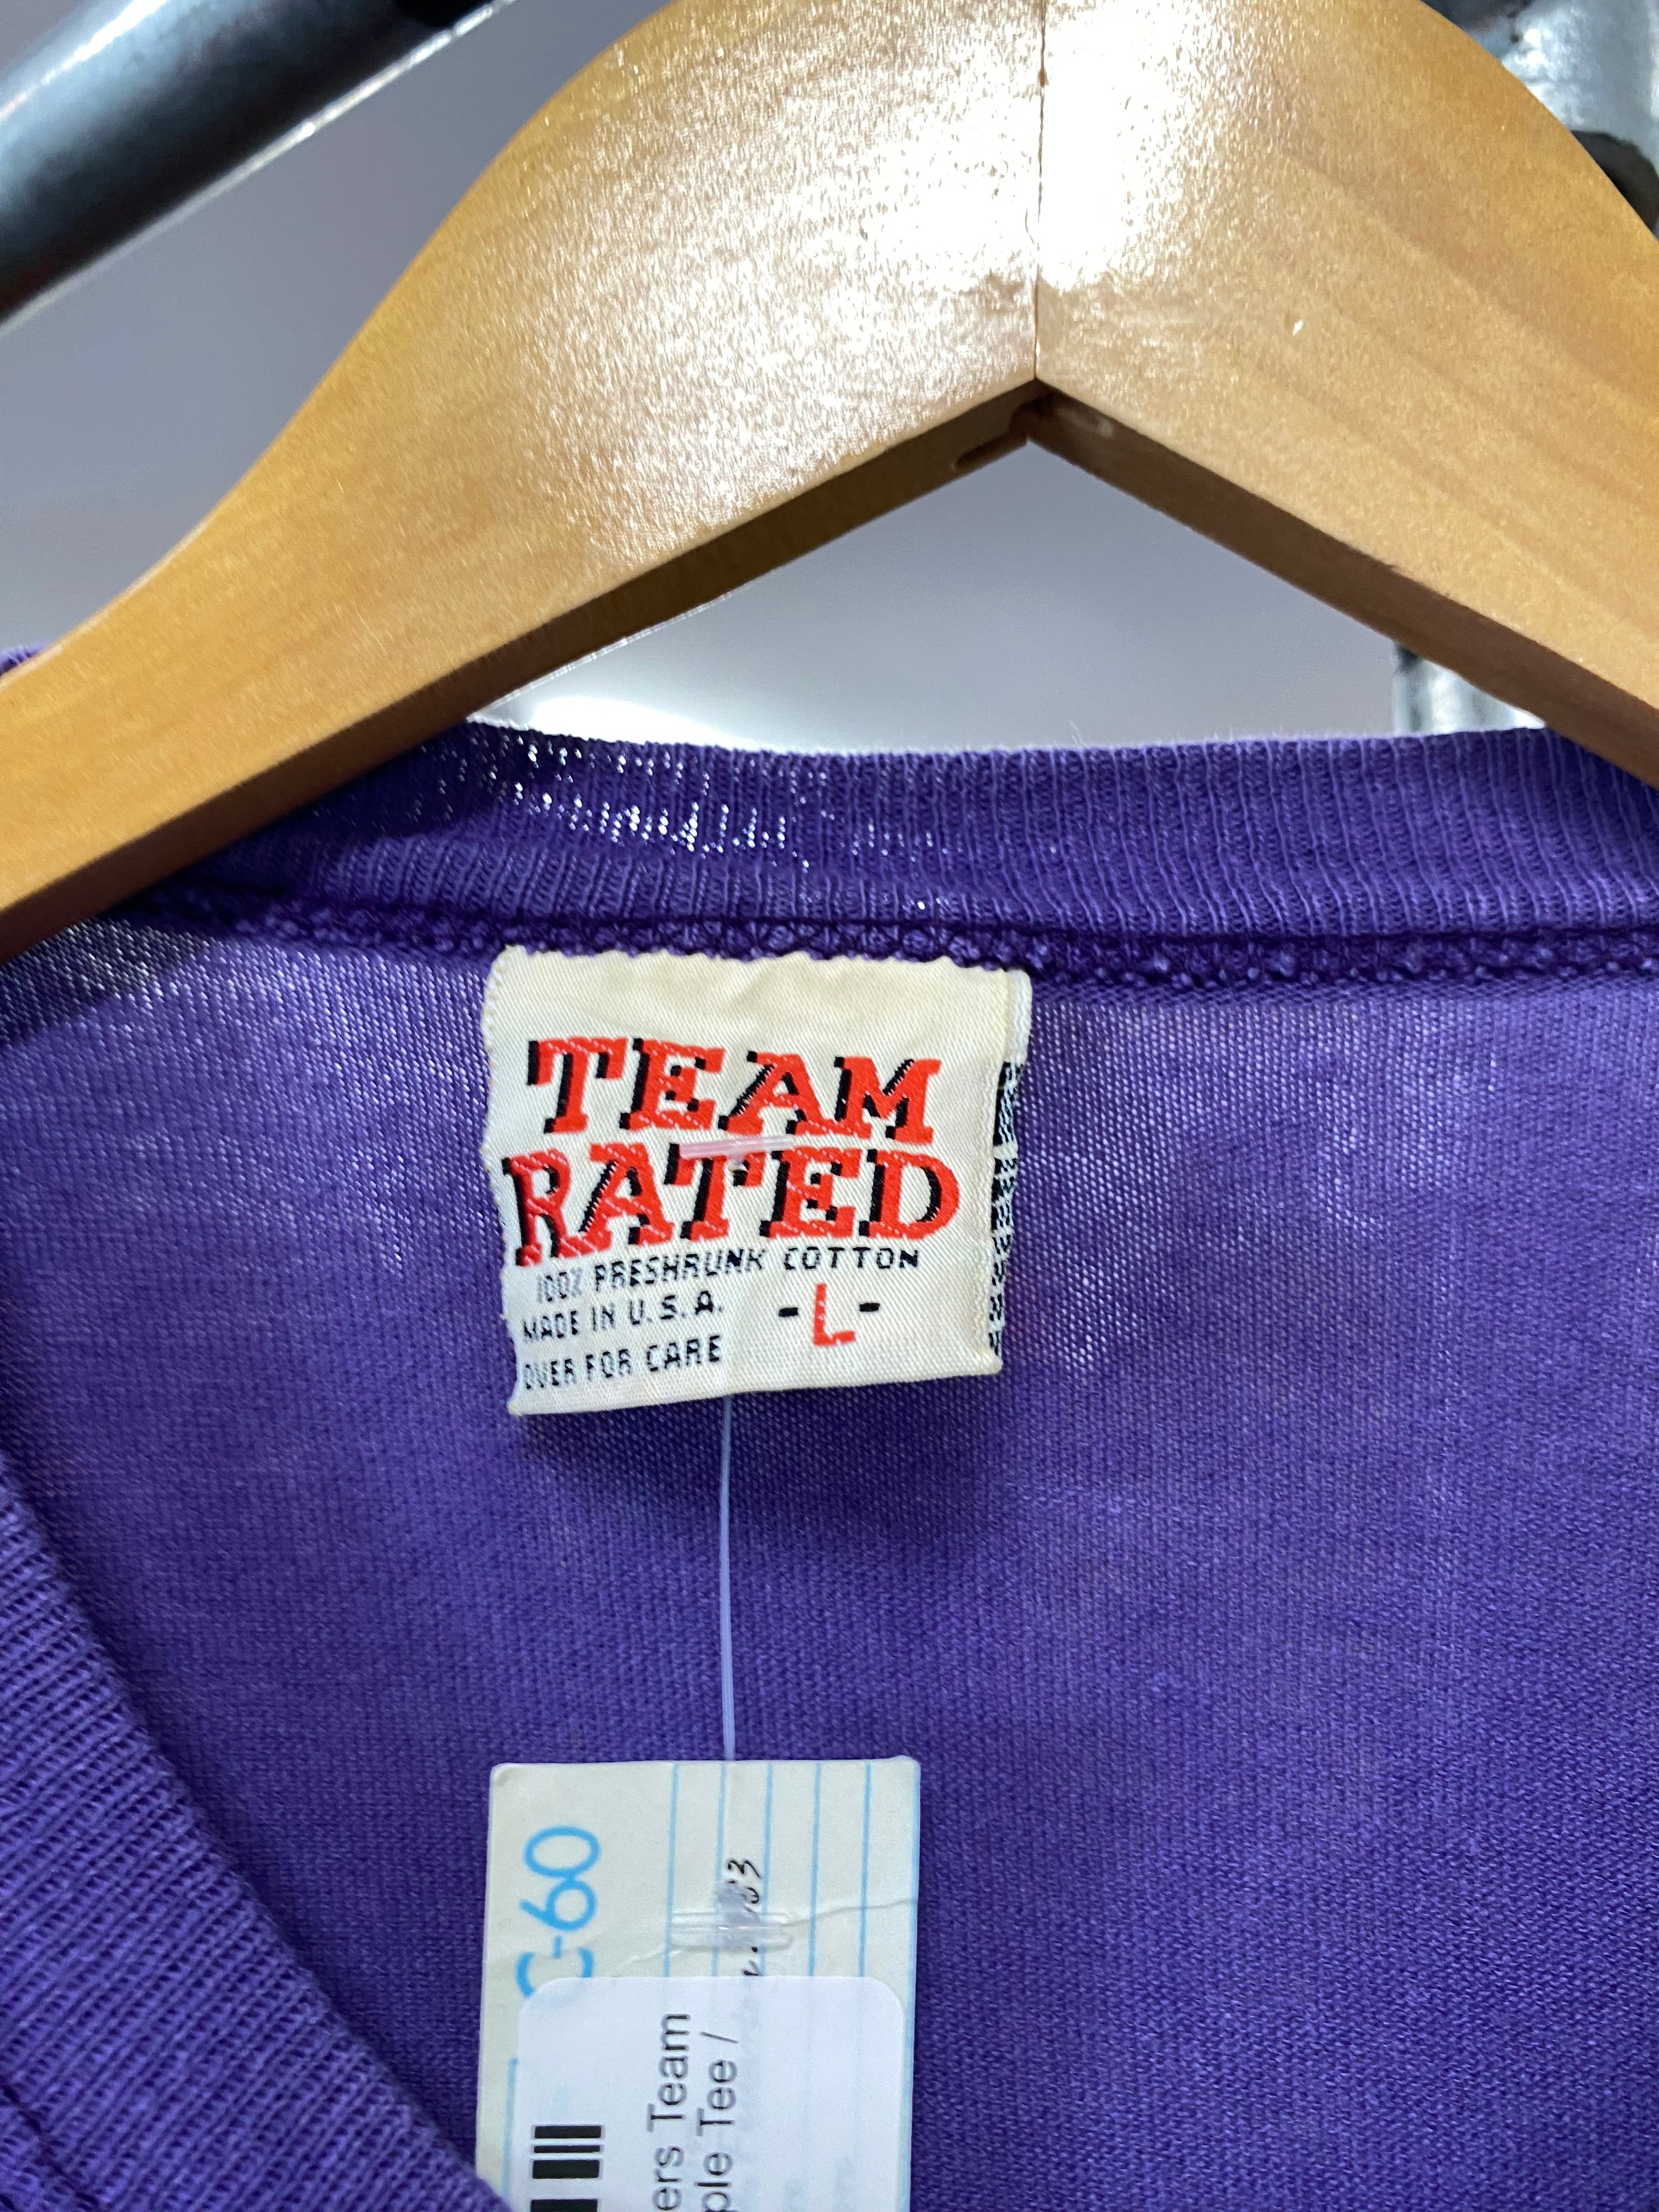 TEAM
RATED
100% PRESHRUNK COTTON
MADE IN U.S.A. -L-
OVER FOR CARE
C-60
ers Team
ple Tee /